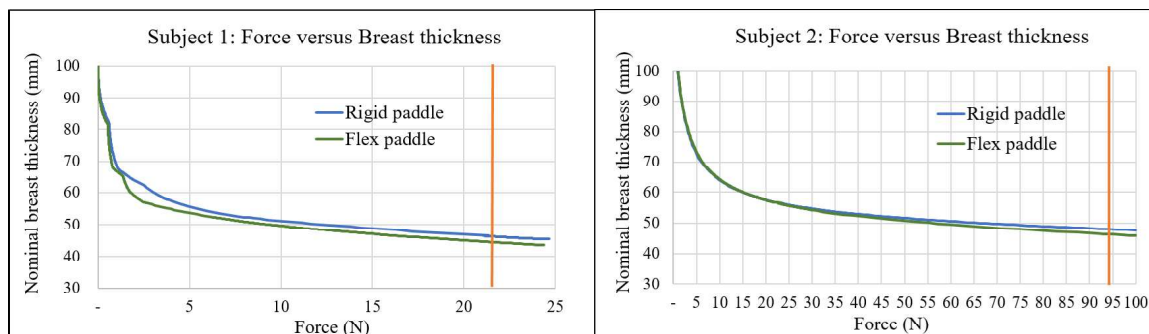 Subject 1: Force versus Breast thickness
Nominal breast thickness (mm)
100
90
80
70
60
50
40
30
Rigid paddle
Flex paddle
- 5 10 15 20 25
Force (N)
Subject 2: Force versus Breast thickness
Nominal breast thickness (mm)
100
90
80
70
60
50
40
30
Rigid paddle
Flex paddle
- 5 10 15 20 25 30 35 40 45 50 55 60 65 70 75 80 85 90 95 100
Force (N)